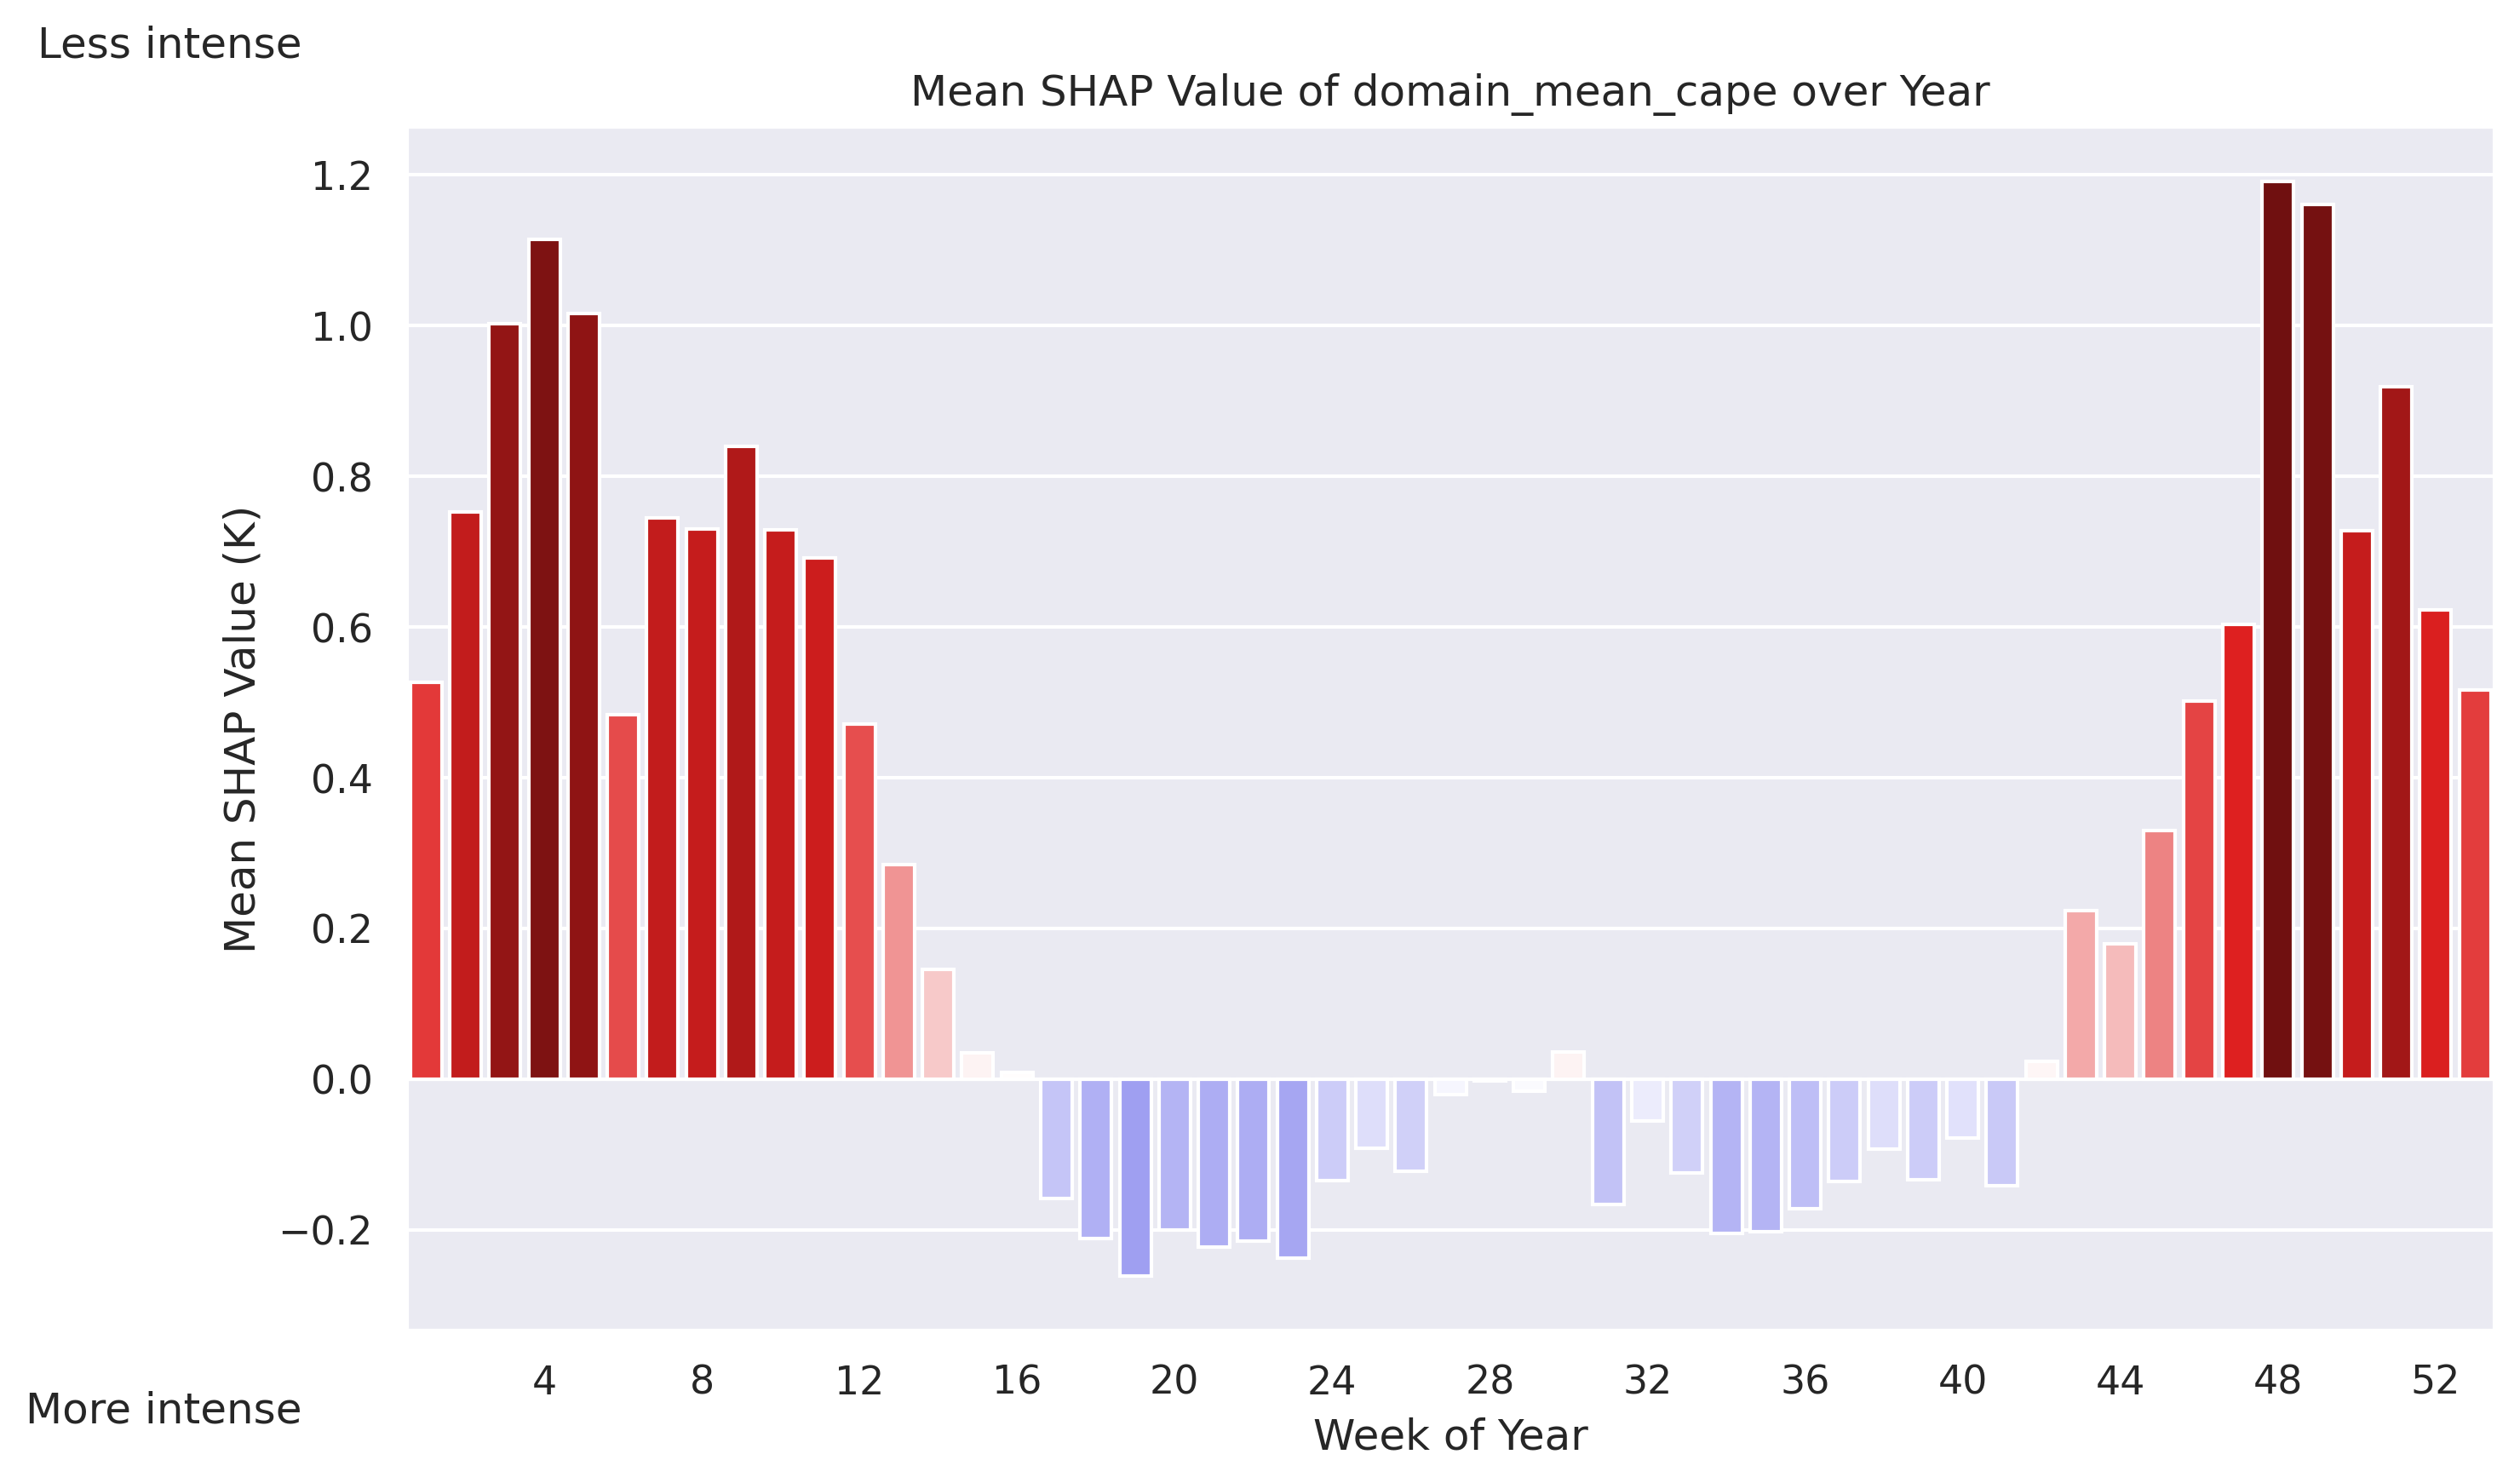 Less intense
Mean SHAP Value of domain_mean_cape over Year
Mean SHAP Value (K)
1.2
1.0
0.8
0.6
0.4
0.2
0.0
−0.2
4 8 12 16 20 24 28 32 36 40 44 48 52
More intense
Week of Year